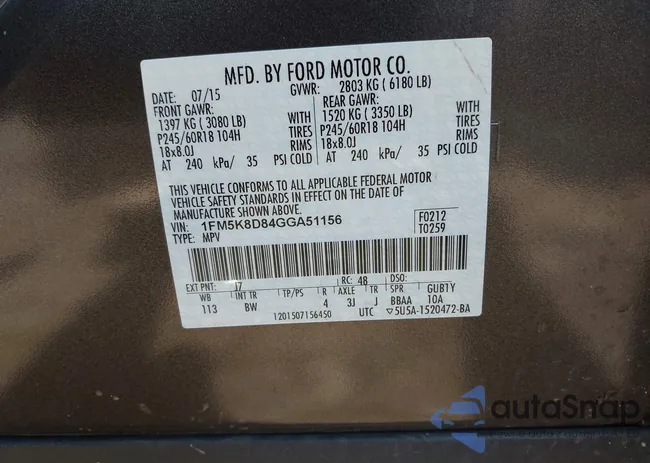 MFD. BY FORD MOTOR CO.
DATE: 07/15 GVWR: 2803 KG ( 6180 LB)
FRONT GAWR: REAR GAWR:
1397 KG ( 3080 LB) WITH 1520 KG ( 3350 LB) WITH
P245/60R18 104H TIRES P245/60R18 104H TIRES
18x8.0J RIMS 18x8.0J RIMS
AT 240 kPa/ 35 PSI COLD AT 240 kPa/ 35 PSI COLD
THIS VEHICLE CONFORMS TO ALL APPLICABLE FEDERAL MOTOR
VEHICLE SAFETY STANDARDS IN EFFECT ON THE DATE OF
MANUFACTURE SHOWN ABOVE.
VIN: 1FM5K8D84GGA51156 F0212
TYPE: MPV T0259
EXT PNT: J7 RC: 48 DSO:
WB INT TR TP/PS R AXLE TR SPR GUB1Y
113 BW 4 3J J BBAA 10A
1201507156450 UTC ▽5U5A-1520472-BA
autoSnap